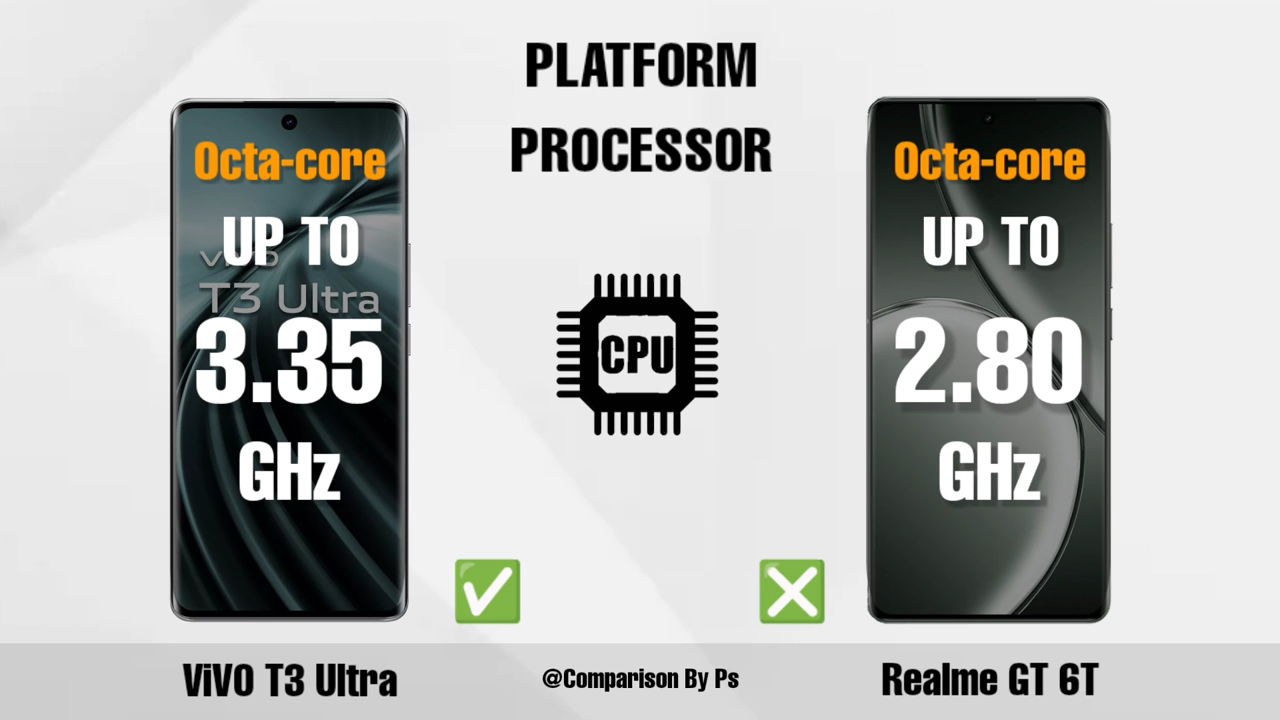 PLATFORM
PROCESSOR
Octa-core
UP TO
vivo
T3 Ultra
3.35
GHz
CPU
Octa-core
UP TO
2.80
GHz
ViVO T3 Ultra
@Comparison By Ps
Realme GT 6T